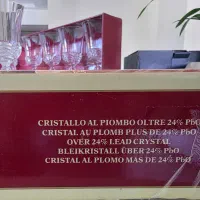 CRISTALLO AL PIOMBO OLTRE 24% PbO
CRISTAL AU PLOMB PLUS DE 24% PbO
OVER 24% LEAD CRYSTAL
BLEIKRISTALL ÜBER 24% PbO
CRISTAL AL PLOMO MAS DE 24% PbO